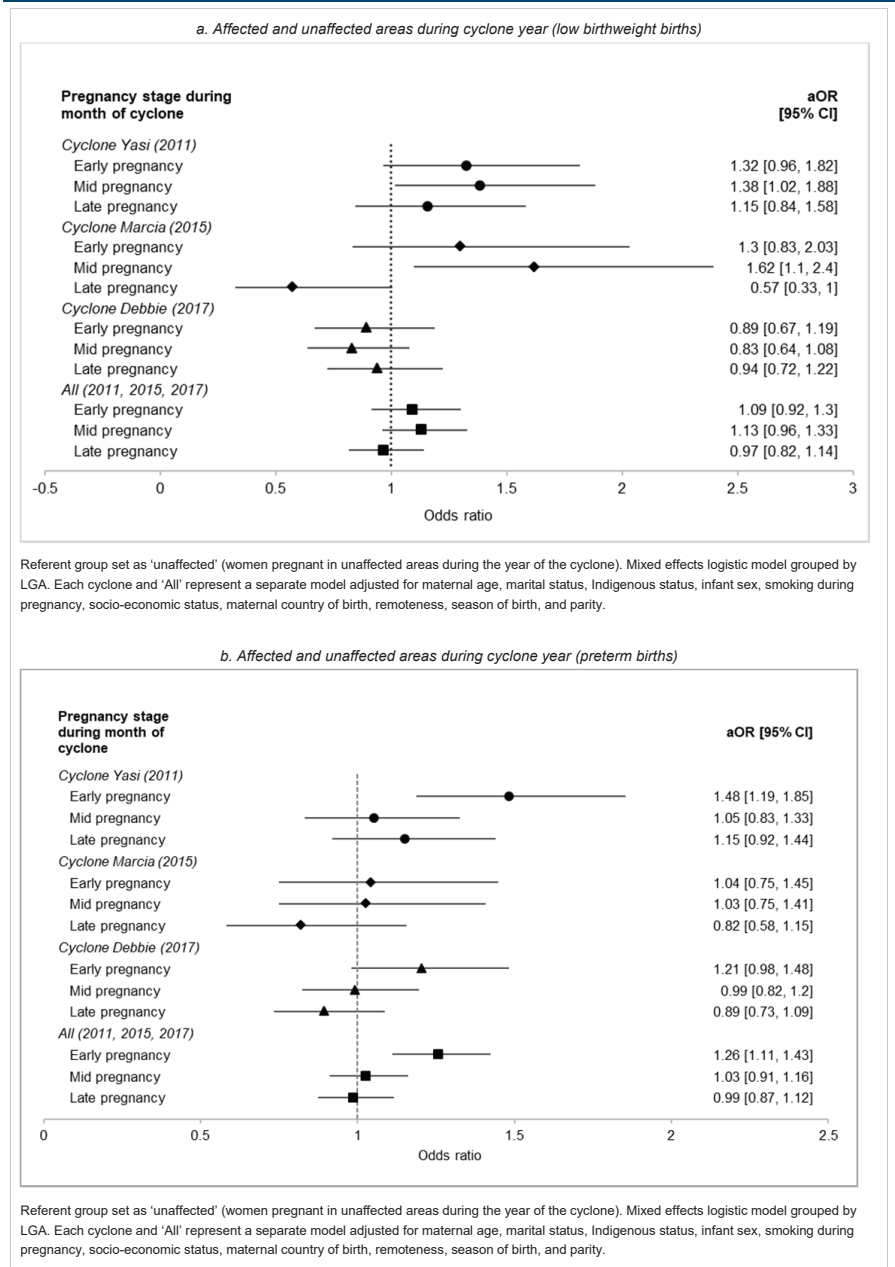 a. Affected and unaffected areas during cyclone year (low birthweight births)
Pregnancy stage during
month of cyclone
aOR
[95% CI]
Cyclone Yasi (2011)
Early pregnancy 1.32 [0.96, 1.82]
Mid pregnancy 1.38 [1.02, 1.88]
Late pregnancy 1.15 [0.84, 1.58]
Cyclone Marcia (2015)
Early pregnancy 1.3 [0.83, 2.03]
Mid pregnancy 1.62 [1.1, 2.4]
Late pregnancy 0.57 [0.33, 1]
Cyclone Debbie (2017)
Early pregnancy 0.89 [0.67, 1.19]
Mid pregnancy 0.83 [0.64, 1.08]
Late pregnancy 0.94 [0.72, 1.22]
All (2011, 2015, 2017)
Early pregnancy 1.09 [0.92, 1.3]
Mid pregnancy 1.13 [0.96, 1.33]
Late pregnancy 0.97 [0.82, 1.14]
-0.5 0 0.5 1 1.5 2 2.5 3
Odds ratio
Referent group set as ‘unaffected’ (women pregnant in unaffected areas during the year of the cyclone). Mixed effects logistic model grouped by
LGA. Each cyclone and ‘All’ represent a separate model adjusted for maternal age, marital status, Indigenous status, infant sex, smoking during
pregnancy, socio-economic status, maternal country of birth, remoteness, season of birth, and parity.
b. Affected and unaffected areas during cyclone year (preterm births)
Pregnancy stage
during month of
cyclone
aOR [95% CI]
Cyclone Yasi (2011)
Early pregnancy 1.48 [1.19, 1.85]
Mid pregnancy 1.05 [0.83, 1.33]
Late pregnancy 1.15 [0.92, 1.44]
Cyclone Marcia (2015)
Early pregnancy 1.04 [0.75, 1.45]
Mid pregnancy 1.03 [0.75, 1.41]
Late pregnancy 0.82 [0.58, 1.15]
Cyclone Debbie (2017)
Early pregnancy 1.21 [0.98, 1.48]
Mid pregnancy 0.99 [0.82, 1.2]
Late pregnancy 0.89 [0.73, 1.09]
All (2011, 2015, 2017)
Early pregnancy 1.26 [1.11, 1.43]
Mid pregnancy 1.03 [0.91, 1.16]
Late pregnancy 0.99 [0.87, 1.12]
0 0.5 1 1.5 2 2.5
Odds ratio
Referent group set as ‘unaffected’ (women pregnant in unaffected areas during the year of the cyclone). Mixed effects logistic model grouped by
LGA. Each cyclone and ‘All’ represent a separate model adjusted for maternal age, marital status, Indigenous status, infant sex, smoking during
pregnancy, socio-economic status, maternal country of birth, remoteness, season of birth, and parity.